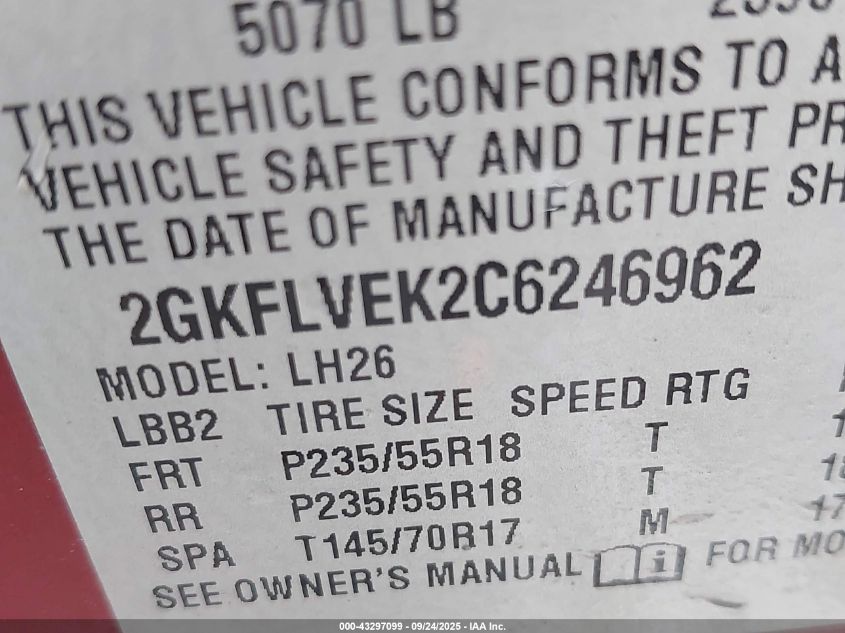 5070 LB
THIS VEHICLE CONFORMS TO A
VEHICLE SAFETY AND THEFT PR
THE DATE OF MANUFACTURE SH
2GKFLVEK2C6246962
MODEL: LH26
LBB2 TIRE SIZE SPEED RTG
FRT P235/55R18 T
RR P235/55R18 T 18
SPA T145/70R17 M 17
SEE OWNER'S MANUAL FOR MO
000-43297099 - 09/24/2025 - IAA Inc.